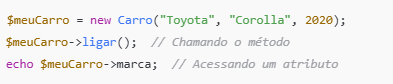 $meuCarro = new Carro("Toyota", "Corolla", 2020);
$meuCarro->ligar();  // Chamando o método
echo $meuCarro->marca;  // Acessando um atributo